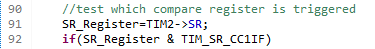 90 //test which compare register is triggered
91 SR_Register=TIM2->SR;
92 if(SR_Register & TIM_SR_CC1IF)